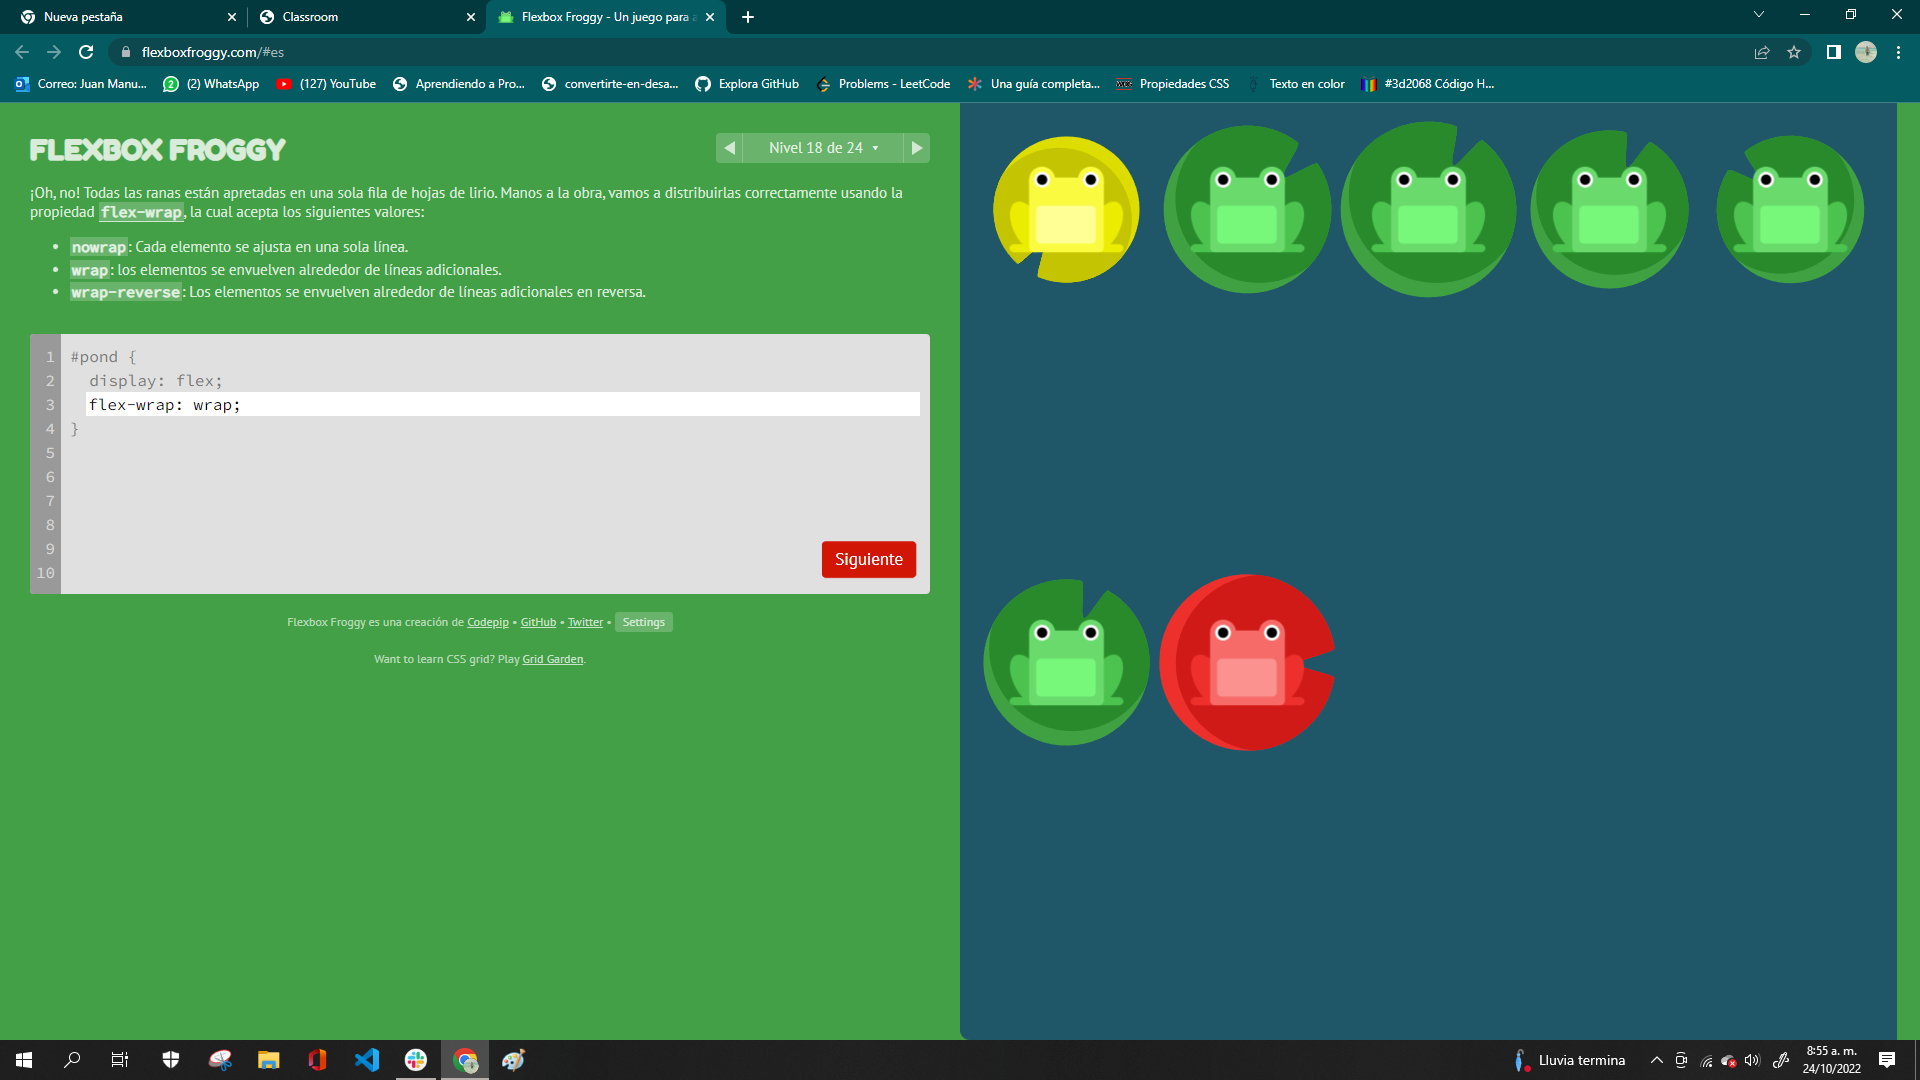 Nueva pestaña
Classroom
Flexbox Froggy - Un juego para a
flexboxfroggy.com/#es
Correo: Juan Manu...
(2) WhatsApp
(127) YouTube
Aprendiendo a Pro...
convertirte-en-desa...
Explora GitHub
Problems - LeetCode
Una guía completa...
Propiedades CSS
Texto en color
#3d2068 Código H...
FLEXBOX FROGGY
Nivel 18 de 24
¡Oh, no! Todas las ranas están apretadas en una sola fila de hojas de lirio. Manos a la obra, vamos a distribuirlas correctamente usando la
propiedad flex-wrap, la cual acepta los siguientes valores:
nowrap: Cada elemento se ajusta en una sola línea.
wrap: los elementos se envuelven alrededor de líneas adicionales.
wrap-reverse: Los elementos se envuelven alrededor de líneas adicionales en reversa.
1 #pond {
2 display: flex;
3 flex-wrap: wrap;
4 }
5
6
7
8
9
10
Siguiente
Flexbox Froggy es una creación de Codepip • GitHub • Twitter • Settings
Want to learn CSS grid? Play Grid Garden.
Lluvia termina
8:55 a. m.
24/10/2022